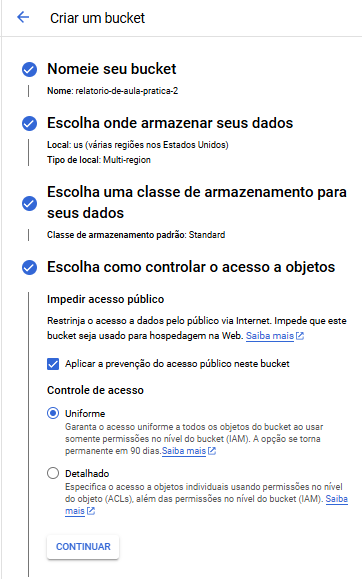 Criar um bucket
Nomeie seu bucket
Nome: relatorio-de-aula-pratica-2
Escolha onde armazenar seus dados
Local: us (várias regiões nos Estados Unidos)
Tipo de local: Multi-region
Escolha uma classe de armazenamento para
seus dados
Classe de armazenamento padrão: Standard
Escolha como controlar o acesso a objetos
Impedir acesso público
Restrinja o acesso a dados pelo público via Internet. Impede que este
bucket seja usado para hospedagem na Web. Saiba mais
Aplicar a prevenção do acesso público neste bucket
Controle de acesso
Uniforme
Garanta o acesso uniforme a todos os objetos do bucket ao usar
somente permissões no nível do bucket (IAM). A opção se torna
permanente em 90 dias.Saiba mais
Detalhado
Especifica o acesso a objetos individuais usando permissões no nível
do objeto (ACLs), além das permissões no nível do bucket (IAM). Saiba
mais
CONTINUAR